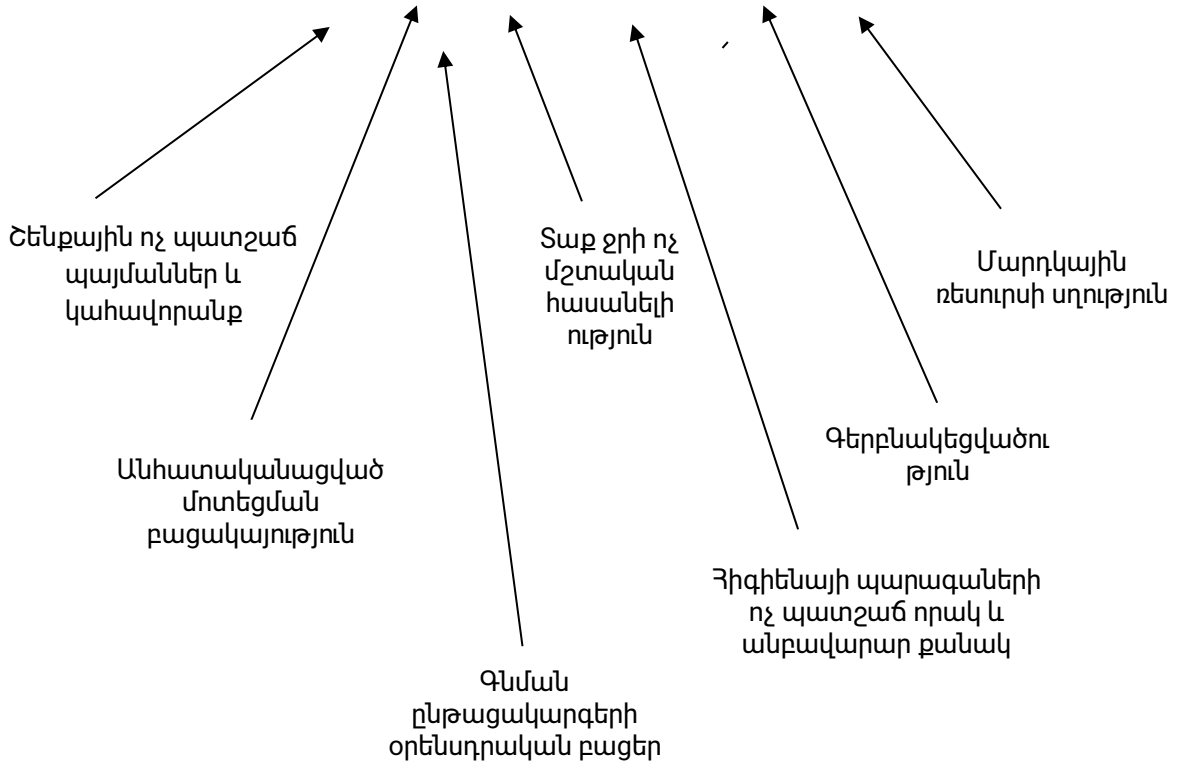 Շենքային ոչ պատշաճ
պայմաններ և
կահավորանք
Տաք ջրի ոչ
մշտական
հասանելի
ություն
Մարդկային
ռեսուրսի սղություն
Անհատականացված
մոտեցման
բացակայություն
Գերբնակեցվածու
թյուն
Հիգիենայի պարագաների
ոչ պատշաճ որակ և
անբավարար քանակ
Գնման
ընթացակարգերի
օրենսդրական բացեր